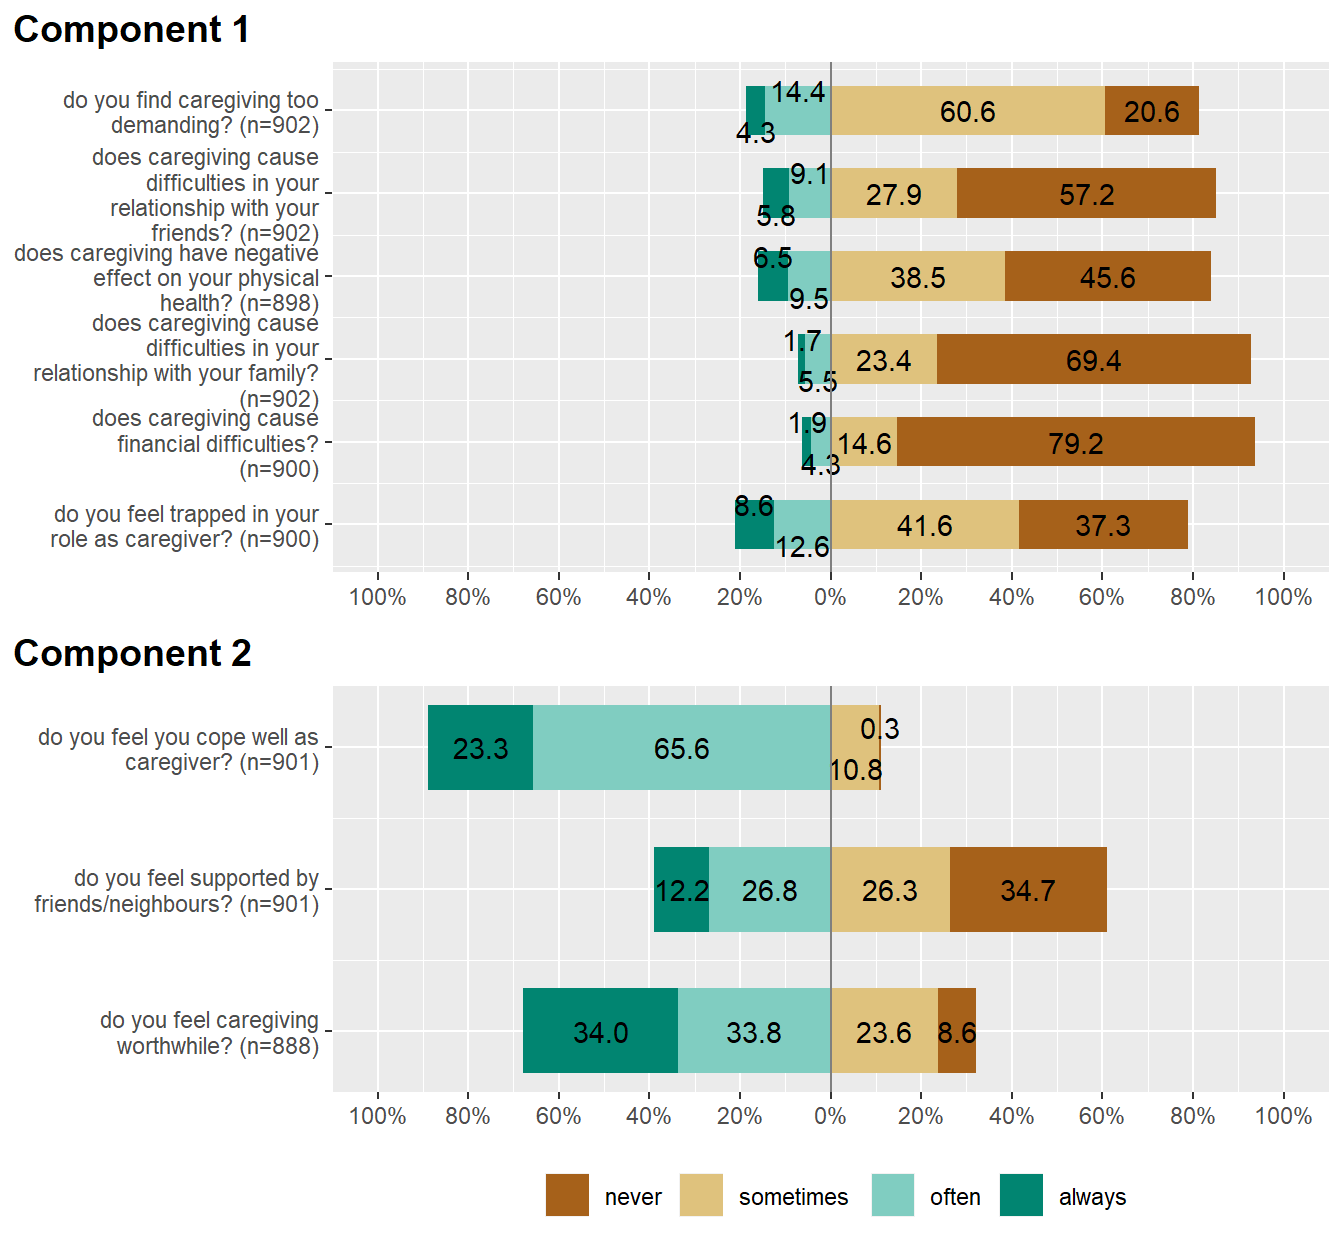 Component 1
do you find caregiving too
demanding? (n=902)
14.4
4.3
60.6
20.6
does caregiving cause
difficulties in your
relationship with your
friends? (n=902)
9.1
5.8
27.9
57.2
does caregiving have negative
effect on your physical
health? (n=898)
6.5
9.5
38.5
45.6
does caregiving cause
difficulties in your
relationship with your family?
(n=902)
1.7
5.5
23.4
69.4
does caregiving cause
financial difficulties?
(n=900)
1.9
4.3
14.6
79.2
do you feel trapped in your
role as caregiver? (n=900)
8.6
12.6
41.6
37.3
100% 80% 60% 40% 20% 0% 20% 40% 60% 80% 100%
Component 2
do you feel you cope well as
caregiver? (n=901)
23.3
65.6
0.3
10.8
do you feel supported by
friends/neighbours? (n=901)
12.2
26.8
26.3
34.7
do you feel caregiving
worthwhile? (n=888)
34.0
33.8
23.6
8.6
100% 80% 60% 40% 20% 0% 20% 40% 60% 80% 100%
never sometimes often always